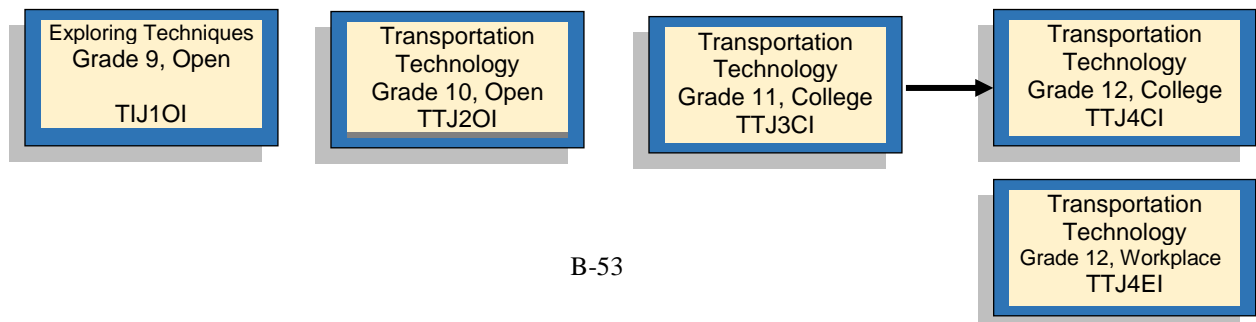 Exploring Techniques
Grade 9, Open
TIJ1OI
Transportation
Technology
Grade 10, Open
TTJ2OI
Transportation
Technology
Grade 11, College
TTJ3CI
Transportation
Technology
Grade 12, College
TTJ4CI
Transportation
Technology
Grade 12, Workplace
TTJ4EI
B-53